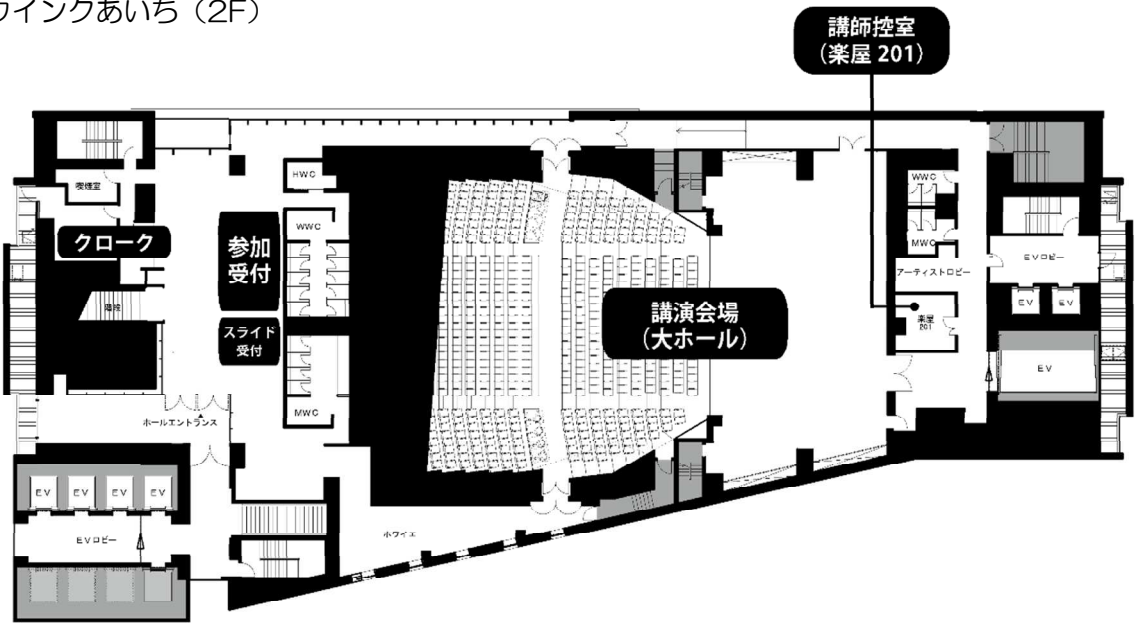 ウインクあいち（2F）
講師控室
（楽屋 201）
喫煙室
クローク
参加
受付
スライド
受付
HWC
WWC
MWC
階段
ホールエントランス
講演会場
（大ホール）
WWC
MWC
アーティストロビー
楽屋
201
EVロビー
EV
EV
EV
EV
EV
EV
EV
EVロビー
ホワイエ